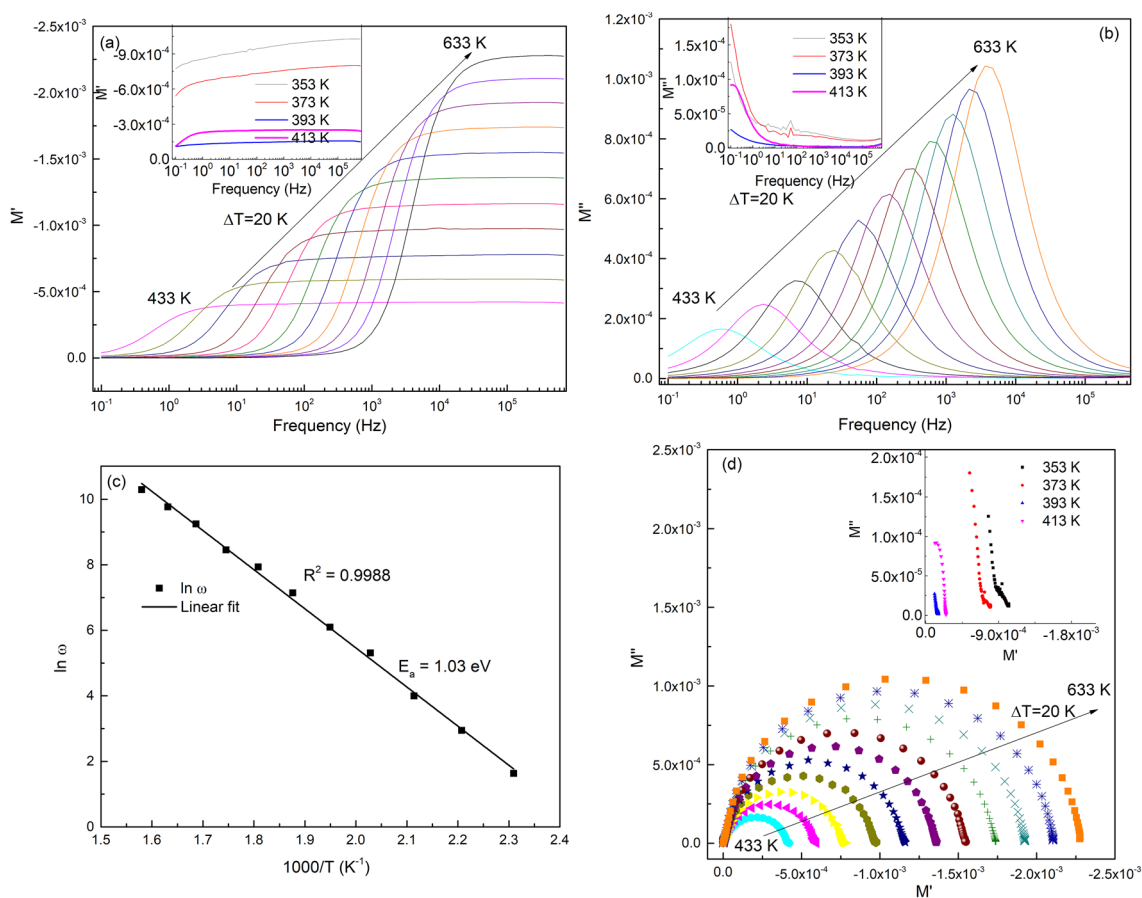 (a)
633 K
-2.5x10⁻³
-2.0x10⁻³
-1.5x10⁻³
-1.0x10⁻³
-5.0x10⁻⁴
0.0
M'
-9.0x10⁻⁴
-6.0x10⁻⁴
-3.0x10⁻⁴
0.0
M'
353 K
373 K
393 K
413 K
10⁻¹ 10⁰ 10¹ 10² 10³ 10⁴ 10⁵
Frequency (Hz)
ΔT=20 K
433 K
10⁻¹ 10⁰ 10¹ 10² 10³ 10⁴ 10⁵
Frequency (Hz)
(b)
633 K
1.2x10⁻³
1.0x10⁻³
8.0x10⁻⁴
6.0x10⁻⁴
4.0x10⁻⁴
2.0x10⁻⁴
0.0
M"
1.5x10⁻⁴
1.0x10⁻⁴
5.0x10⁻⁵
0.0
M"
353 K
373 K
393 K
413 K
10⁻¹ 10⁰ 10¹ 10² 10³ 10⁴ 10⁵
Frequency (Hz)
ΔT=20 K
433 K
10⁻¹ 10⁰ 10¹ 10² 10³ 10⁴ 10⁵
Frequency (Hz)
(c)
10
8
6
4
2
0
ln ω
R² = 0.9988
ln ω
Linear fit
Eₐ = 1.03 eV
1.5 1.6 1.7 1.8 1.9 2.0 2.1 2.2 2.3 2.4
1000/T (K⁻¹)
(d)
2.5x10⁻³
2.0x10⁻³
1.5x10⁻³
1.0x10⁻³
5.0x10⁻⁴
0.0
M"
2.0x10⁻⁴
1.5x10⁻⁴
1.0x10⁻⁴
5.0x10⁻⁵
0.0
M"
353 K
373 K
393 K
413 K
0.0 -9.0x10⁻⁴ -1.8x10⁻³
M'
633 K
ΔT=20 K
433 K
0.0 -5.0x10⁻⁴ -1.0x10⁻³ -1.5x10⁻³ -2.0x10⁻³ -2.5x10⁻³
M'